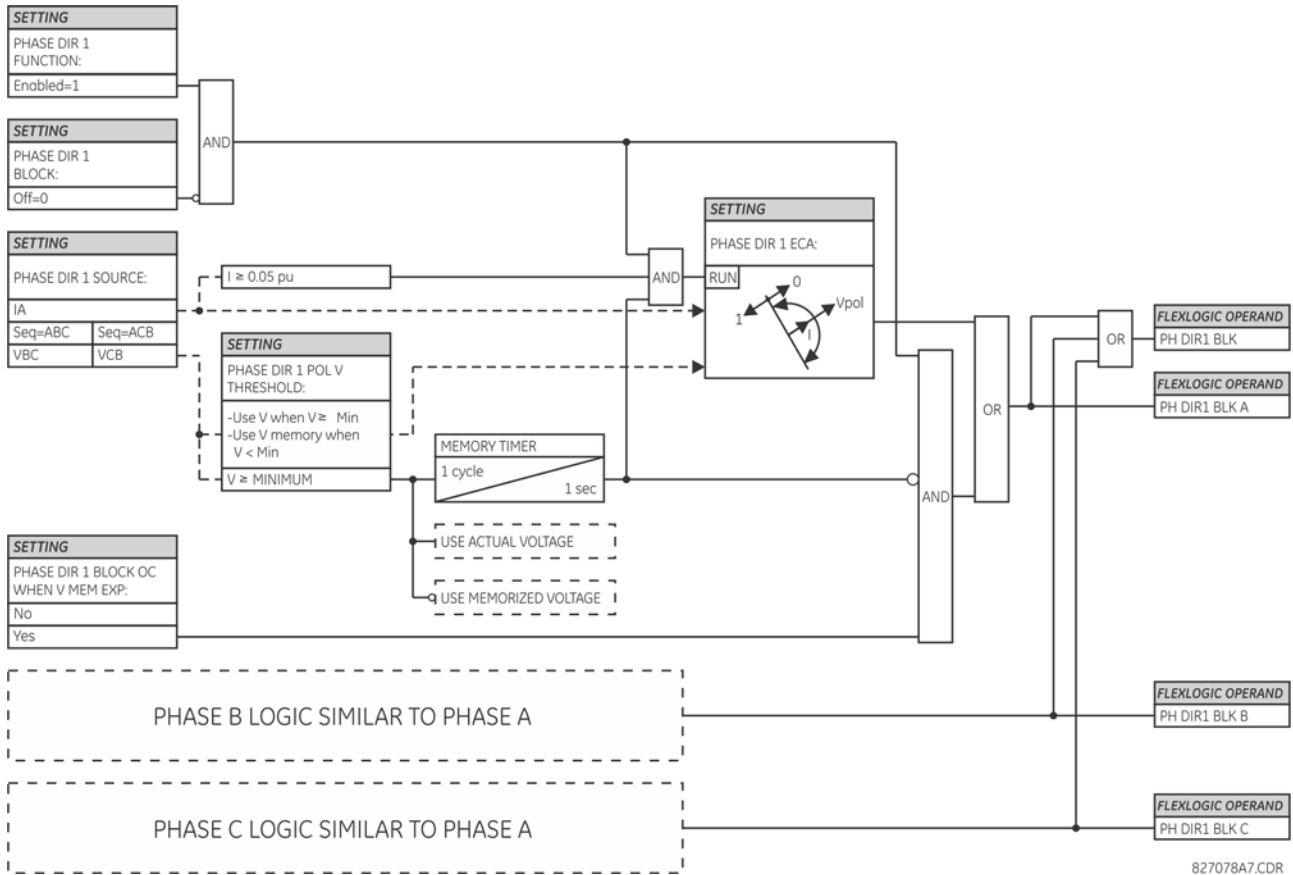 SETTING
PHASE DIR 1
FUNCTION:
Enabled=1
SETTING
PHASE DIR 1
BLOCK:
Off=0
AND
SETTING
PHASE DIR 1 SOURCE:
IA
Seq=ABC Seq=ACB
VBC VCB
I ≥ 0.05 pu
SETTING
PHASE DIR 1 POL V
THRESHOLD:
-Use V when V ≥ Min
-Use V memory when
V < Min
V ≥ MINIMUM
MEMORY TIMER
1 cycle
1 sec
USE ACTUAL VOLTAGE
USE MEMORIZED VOLTAGE
AND
SETTING
PHASE DIR 1 ECA:
RUN
0
1
Vpol
I
AND
OR
OR
SETTING
PHASE DIR 1 BLOCK OC
WHEN V MEM EXP:
No
Yes
FLEXLOGIC OPERAND
PH DIR1 BLK
FLEXLOGIC OPERAND
PH DIR1 BLK A
PHASE B LOGIC SIMILAR TO PHASE A
FLEXLOGIC OPERAND
PH DIR1 BLK B
PHASE C LOGIC SIMILAR TO PHASE A
FLEXLOGIC OPERAND
PH DIR1 BLK C
827078A7.CDR